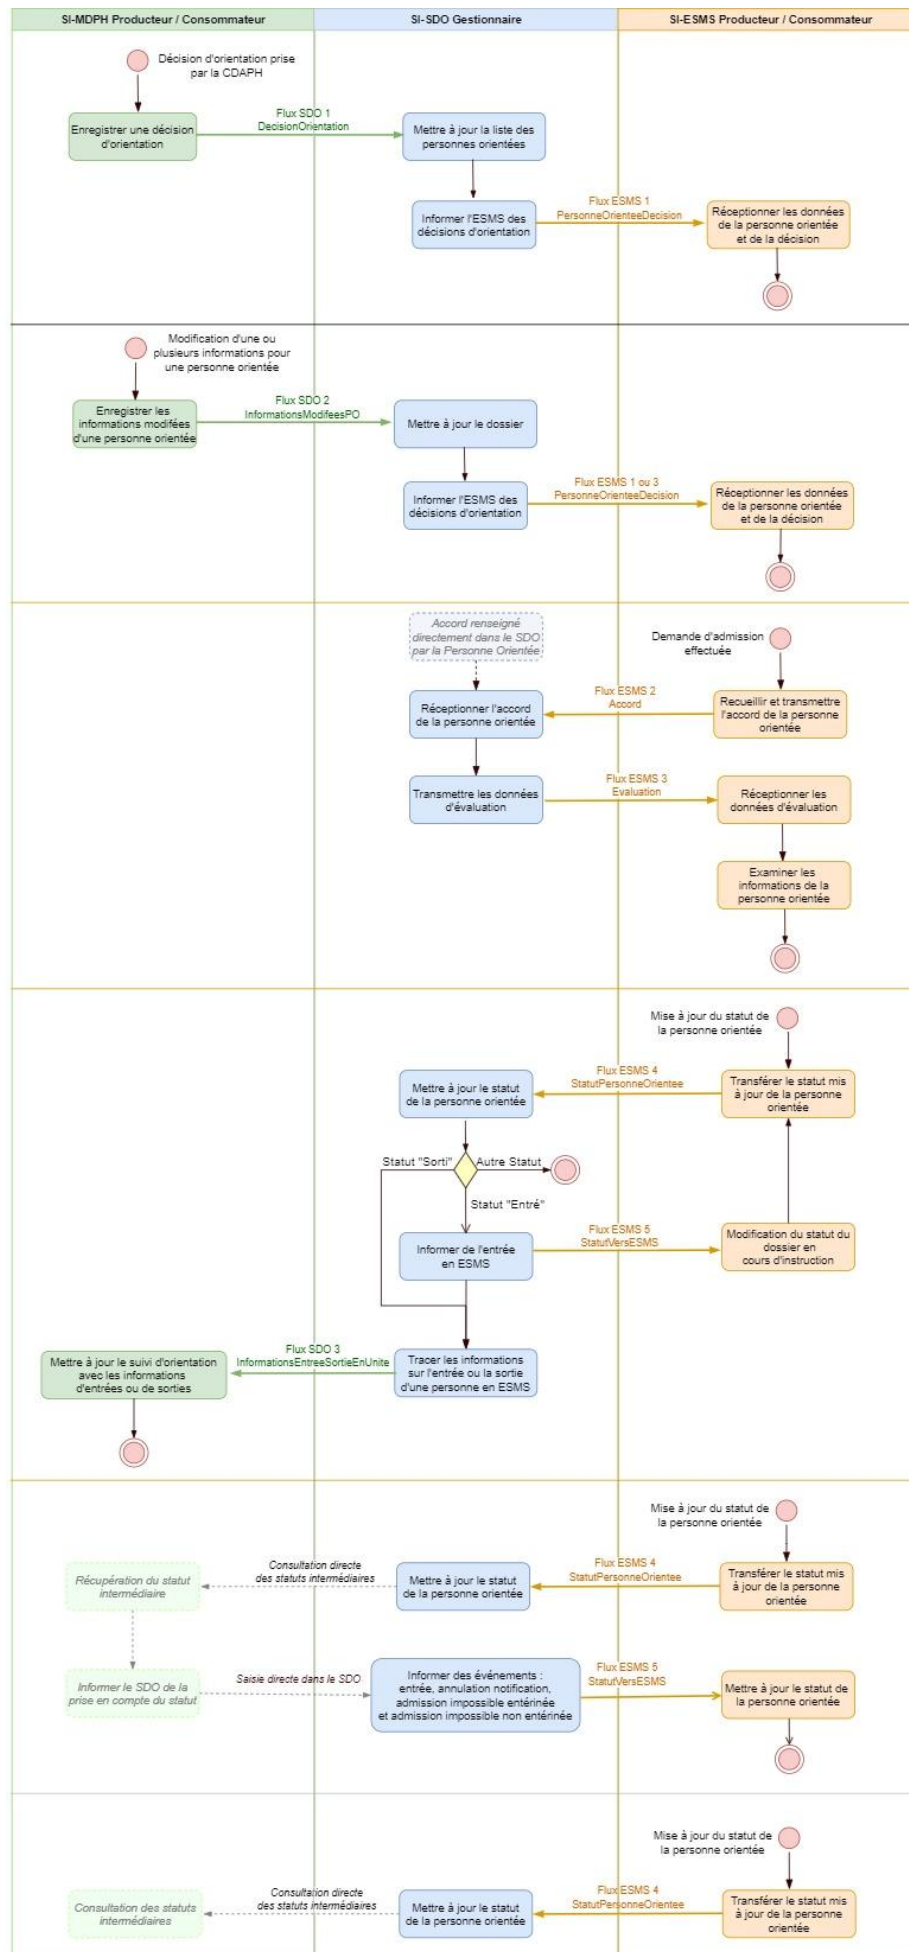 SI-MDPH Producteur / Consommateur
SI-SDO Gestionnaire
SI-ESMS Producteur / Consommateur
Décision d'orientation prise
par la CDAPH
Enregistrer une décision
d'orientation
Flux SDO 1
DecisionOrientation
Mettre à jour la liste des
personnes orientées
Informer l'ESMS des
décisions d'orientation
Flux ESMS 1
PersonneOrienteeDecision
Réceptionner les données
de la personne orientée
et de la décision
Modification d'une ou
plusieurs informations pour
une personne orientée
Enregistrer les
informations modifées
d'une personne orientée
Flux SDO 2
InformationsModifeesPO
Mettre à jour le dossier
Informer l'ESMS des
décisions d'orientation
Flux ESMS 1 ou 3
PersonneOrienteeDecision
Réceptionner les données
de la personne orientée
et de la décision
Accord renseigné
directement dans le SDO
par la Personne Orientée
Demande d'admission
effectuée
Réceptionner l'accord
de la personne orientée
Flux ESMS 2
Accord
Recueillir et transmettre
l'accord de la personne
orientée
Transmettre les données
d'évaluation
Flux ESMS 3
Evaluation
Réceptionner les
données d'évaluation
Examiner les
informations de la
personne orientée
Mise à jour du statut de
la personne orientée
Mettre à jour le statut
de la personne orientée
Flux ESMS 4
StatutPersonneOrientee
Transférer le statut mis
à jour de la personne
orientée
Statut "Sorti"
Autre Statut
Statut "Entré"
Informer de l'entrée
en ESMS
Flux ESMS 5
StatutVersESMS
Modification du statut du
dossier en
cours d'instruction
Mettre à jour le suivi d'orientation
avec les informations
d'entrées ou de sorties
Flux SDO 3
InformationsEntreeSortieEnUnite
Tracer les informations
sur l'entrée ou la sortie
d'une personne en ESMS
Mise à jour du statut de
la personne orientée
Récupération du statut
intermédiaire
Consultation directe
des statuts intermédiaires
Mettre à jour le statut
de la personne orientée
Flux ESMS 4
StatutPersonneOrientee
Transférer le statut mis
à jour de la personne
orientée
Informer le SDO de la
prise en compte du statut
Saisie directe dans le SDO
Informer des événements :
entrée, annulation notification,
admission impossible entérinée
et admission impossible non entérinée
Flux ESMS 5
StatutVersESMS
Mettre à jour le statut de
la personne orientée
Mise à jour du statut de
la personne orientée
Consultation des statuts
intermédiaires
Consultation directe
des statuts intermédiaires
Mettre à jour le statut
de la personne orientée
Flux ESMS 4
StatutPersonneOrientee
Transférer le statut mis
à jour de la personne
orientée